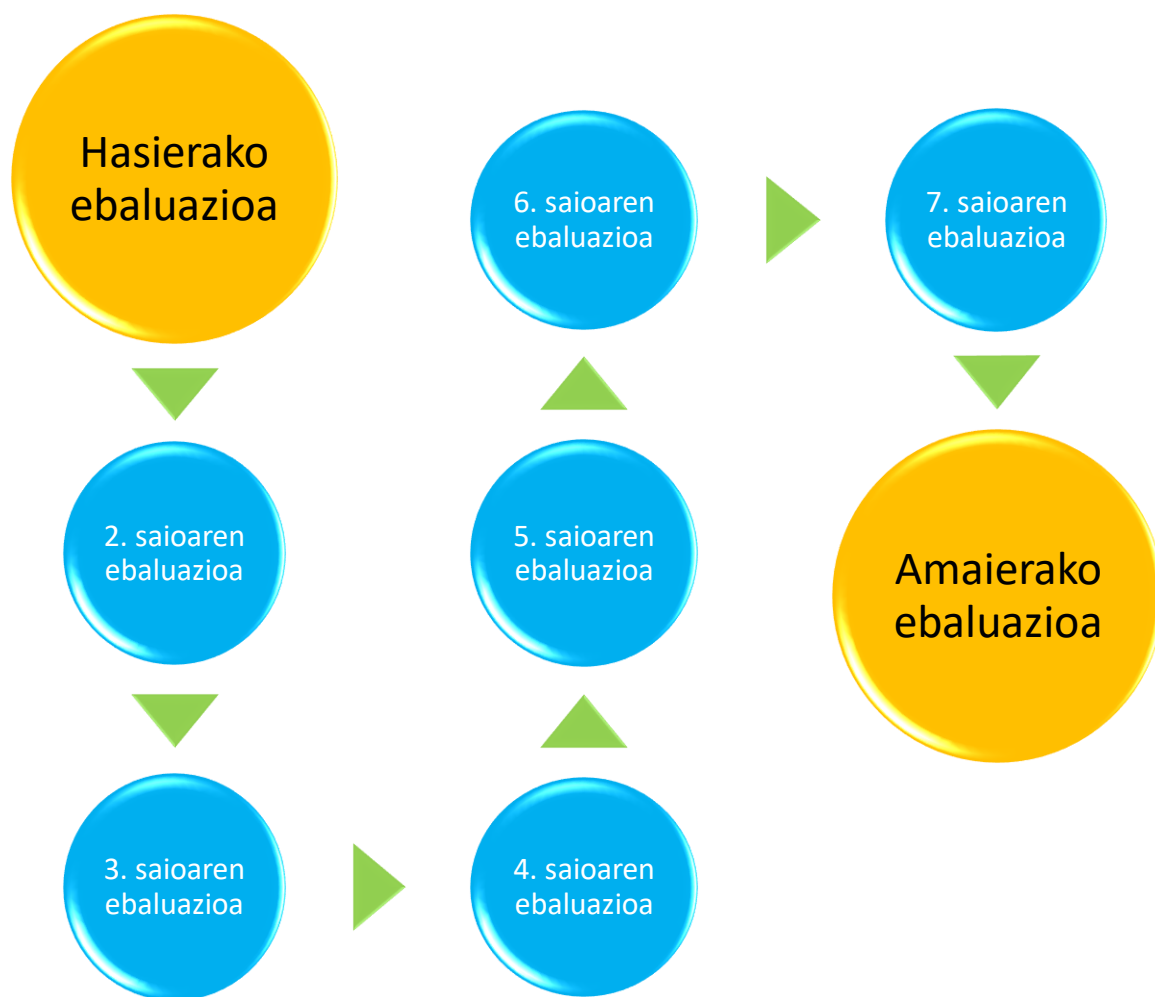 Hasierako
ebaluazioa
2. saioaren
ebaluazioa
3. saioaren
ebaluazioa
4. saioaren
ebaluazioa
5. saioaren
ebaluazioa
6. saioaren
ebaluazioa
7. saioaren
ebaluazioa
Amaierako
ebaluazioa